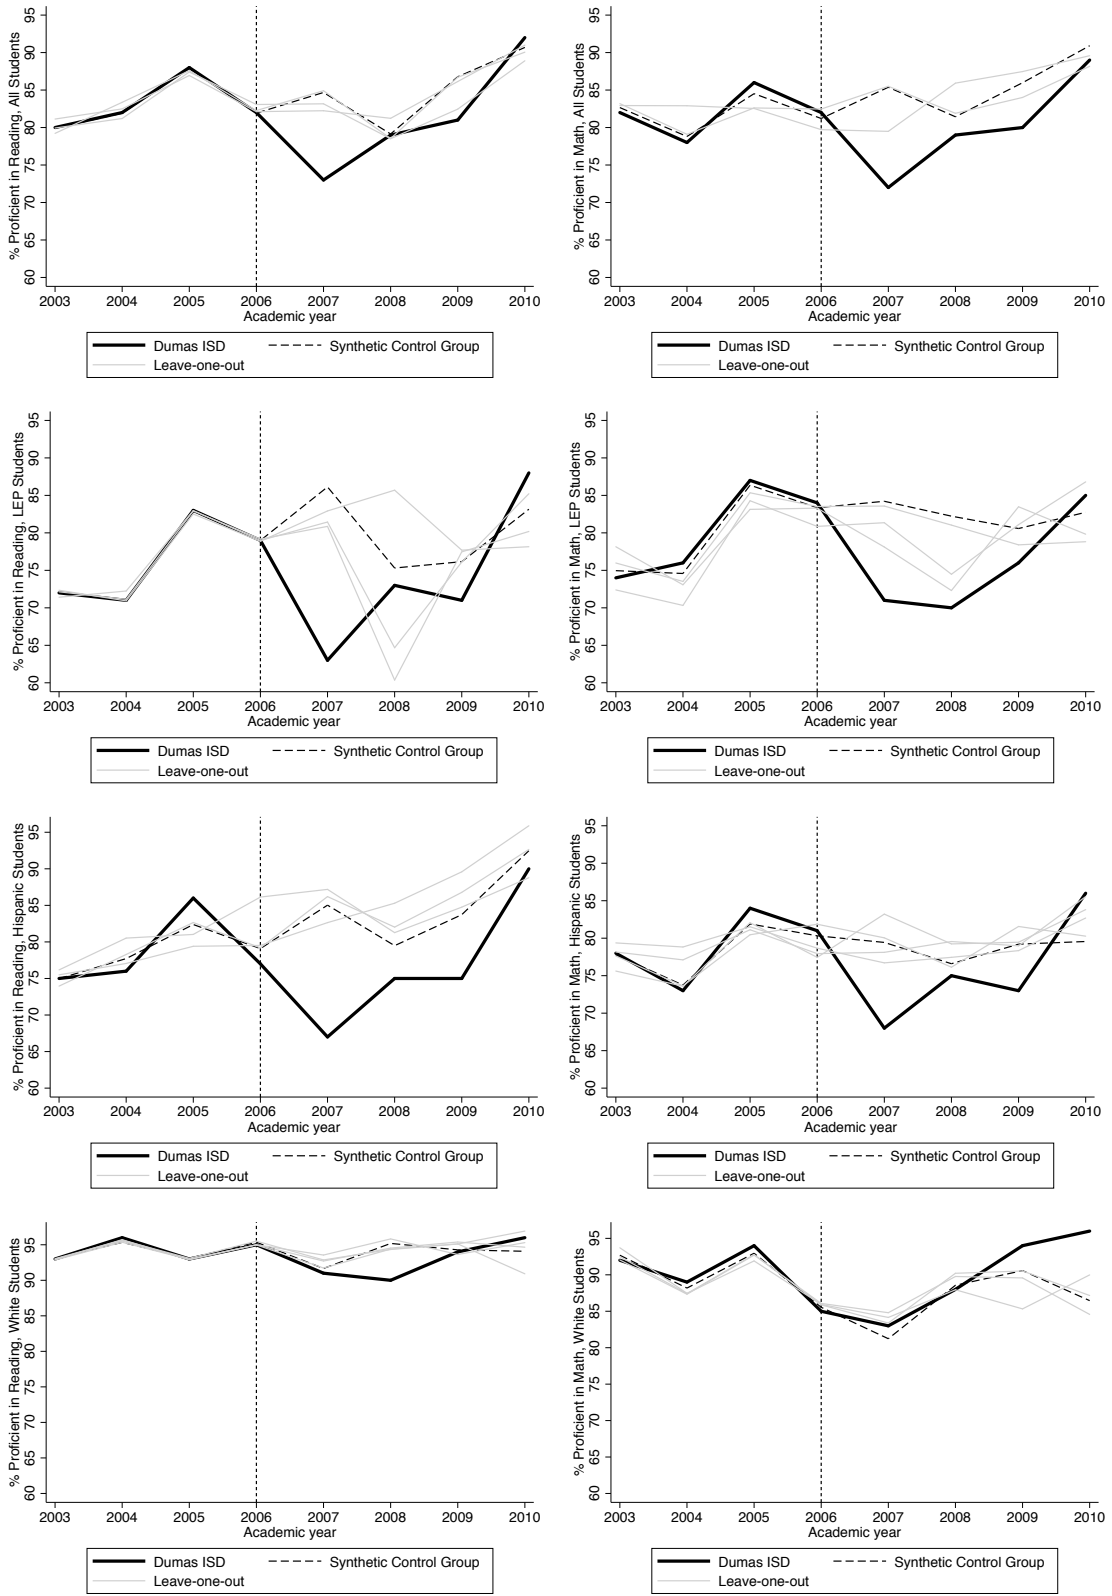 % Proficient in Reading, All Students
95
90
85
80
75
70
65
60
2003 2004 2005 2006 2007 2008 2009 2010
Academic year
Dumas ISD Synthetic Control Group
Leave-one-out
% Proficient in Math, All Students
95
90
85
80
75
70
65
60
2003 2004 2005 2006 2007 2008 2009 2010
Academic year
Dumas ISD Synthetic Control Group
Leave-one-out
% Proficient in Reading, LEP Students
95
90
85
80
75
70
65
60
2003 2004 2005 2006 2007 2008 2009 2010
Academic year
Dumas ISD Synthetic Control Group
Leave-one-out
% Proficient in Math, LEP Students
95
90
85
80
75
70
65
60
2003 2004 2005 2006 2007 2008 2009 2010
Academic year
Dumas ISD Synthetic Control Group
Leave-one-out
% Proficient in Reading, Hispanic Students
95
90
85
80
75
70
65
60
2003 2004 2005 2006 2007 2008 2009 2010
Academic year
Dumas ISD Synthetic Control Group
Leave-one-out
% Proficient in Math, Hispanic Students
95
90
85
80
75
70
65
60
2003 2004 2005 2006 2007 2008 2009 2010
Academic year
Dumas ISD Synthetic Control Group
Leave-one-out
% Proficient in Reading, White Students
95
90
85
80
75
70
65
60
2003 2004 2005 2006 2007 2008 2009 2010
Academic year
Dumas ISD Synthetic Control Group
Leave-one-out
% Proficient in Math, White Students
95
90
85
80
75
70
65
60
2003 2004 2005 2006 2007 2008 2009 2010
Academic year
Dumas ISD Synthetic Control Group
Leave-one-out